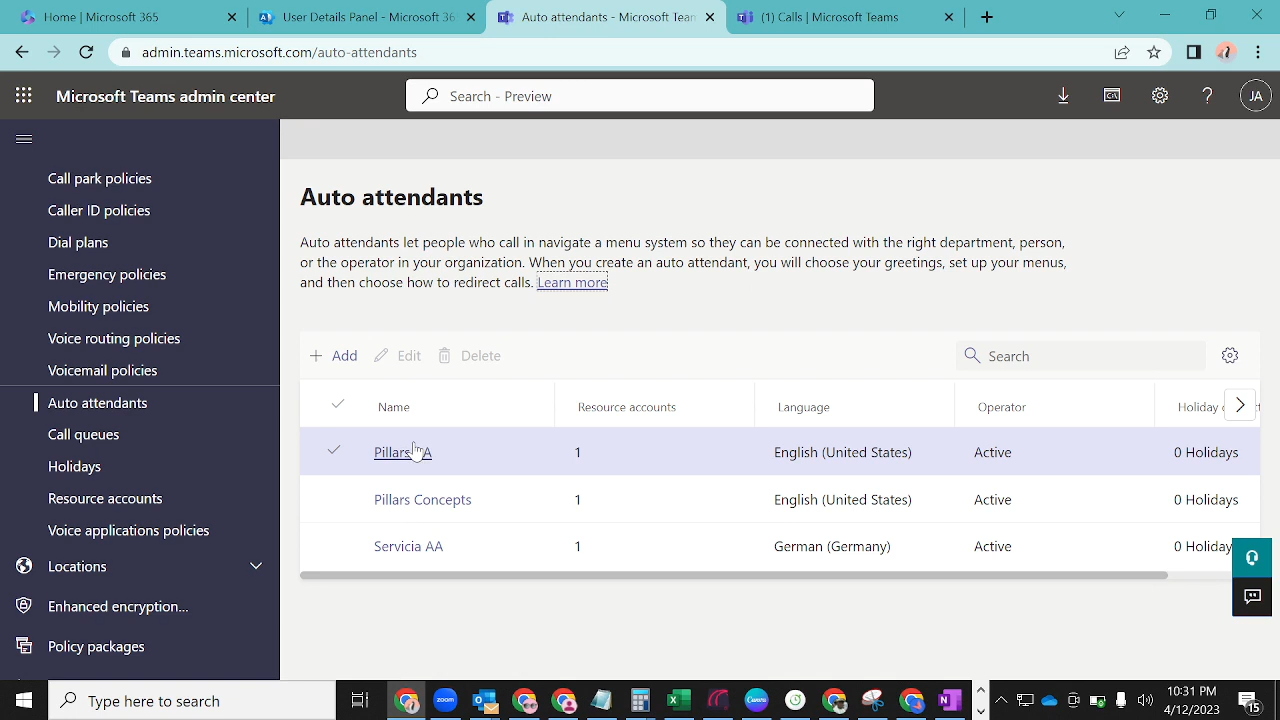 Home | Microsoft 365
User Details Panel - Microsoft 36
Auto attendants - Microsoft Team
(1) Calls | Microsoft Teams
admin.teams.microsoft.com/auto-attendants
Microsoft Teams admin center
Search - Preview
JA
Call park policies
Caller ID policies
Dial plans
Emergency policies
Mobility policies
Voice routing policies
Voicemail policies
Auto attendants
Call queues
Holidays
Resource accounts
Voice applications policies
Locations
Enhanced encryption...
Policy packages
Auto attendants
Auto attendants let people who call in navigate a menu system so they can be connected with the right department, person,
or the operator in your organization. When you create an auto attendant, you will choose your greetings, set up your menus,
and then choose how to redirect calls. Learn more
Add Edit Delete Search
Name Resource accounts Language Operator Holiday
Pillars AA 1 English (United States) Active 0 Holidays
Pillars Concepts 1 English (United States) Active 0 Holidays
Servicia AA 1 German (Germany) Active 0 Holiday
Type here to search
zoom
Canva
10:31 PM
4/12/2023
15